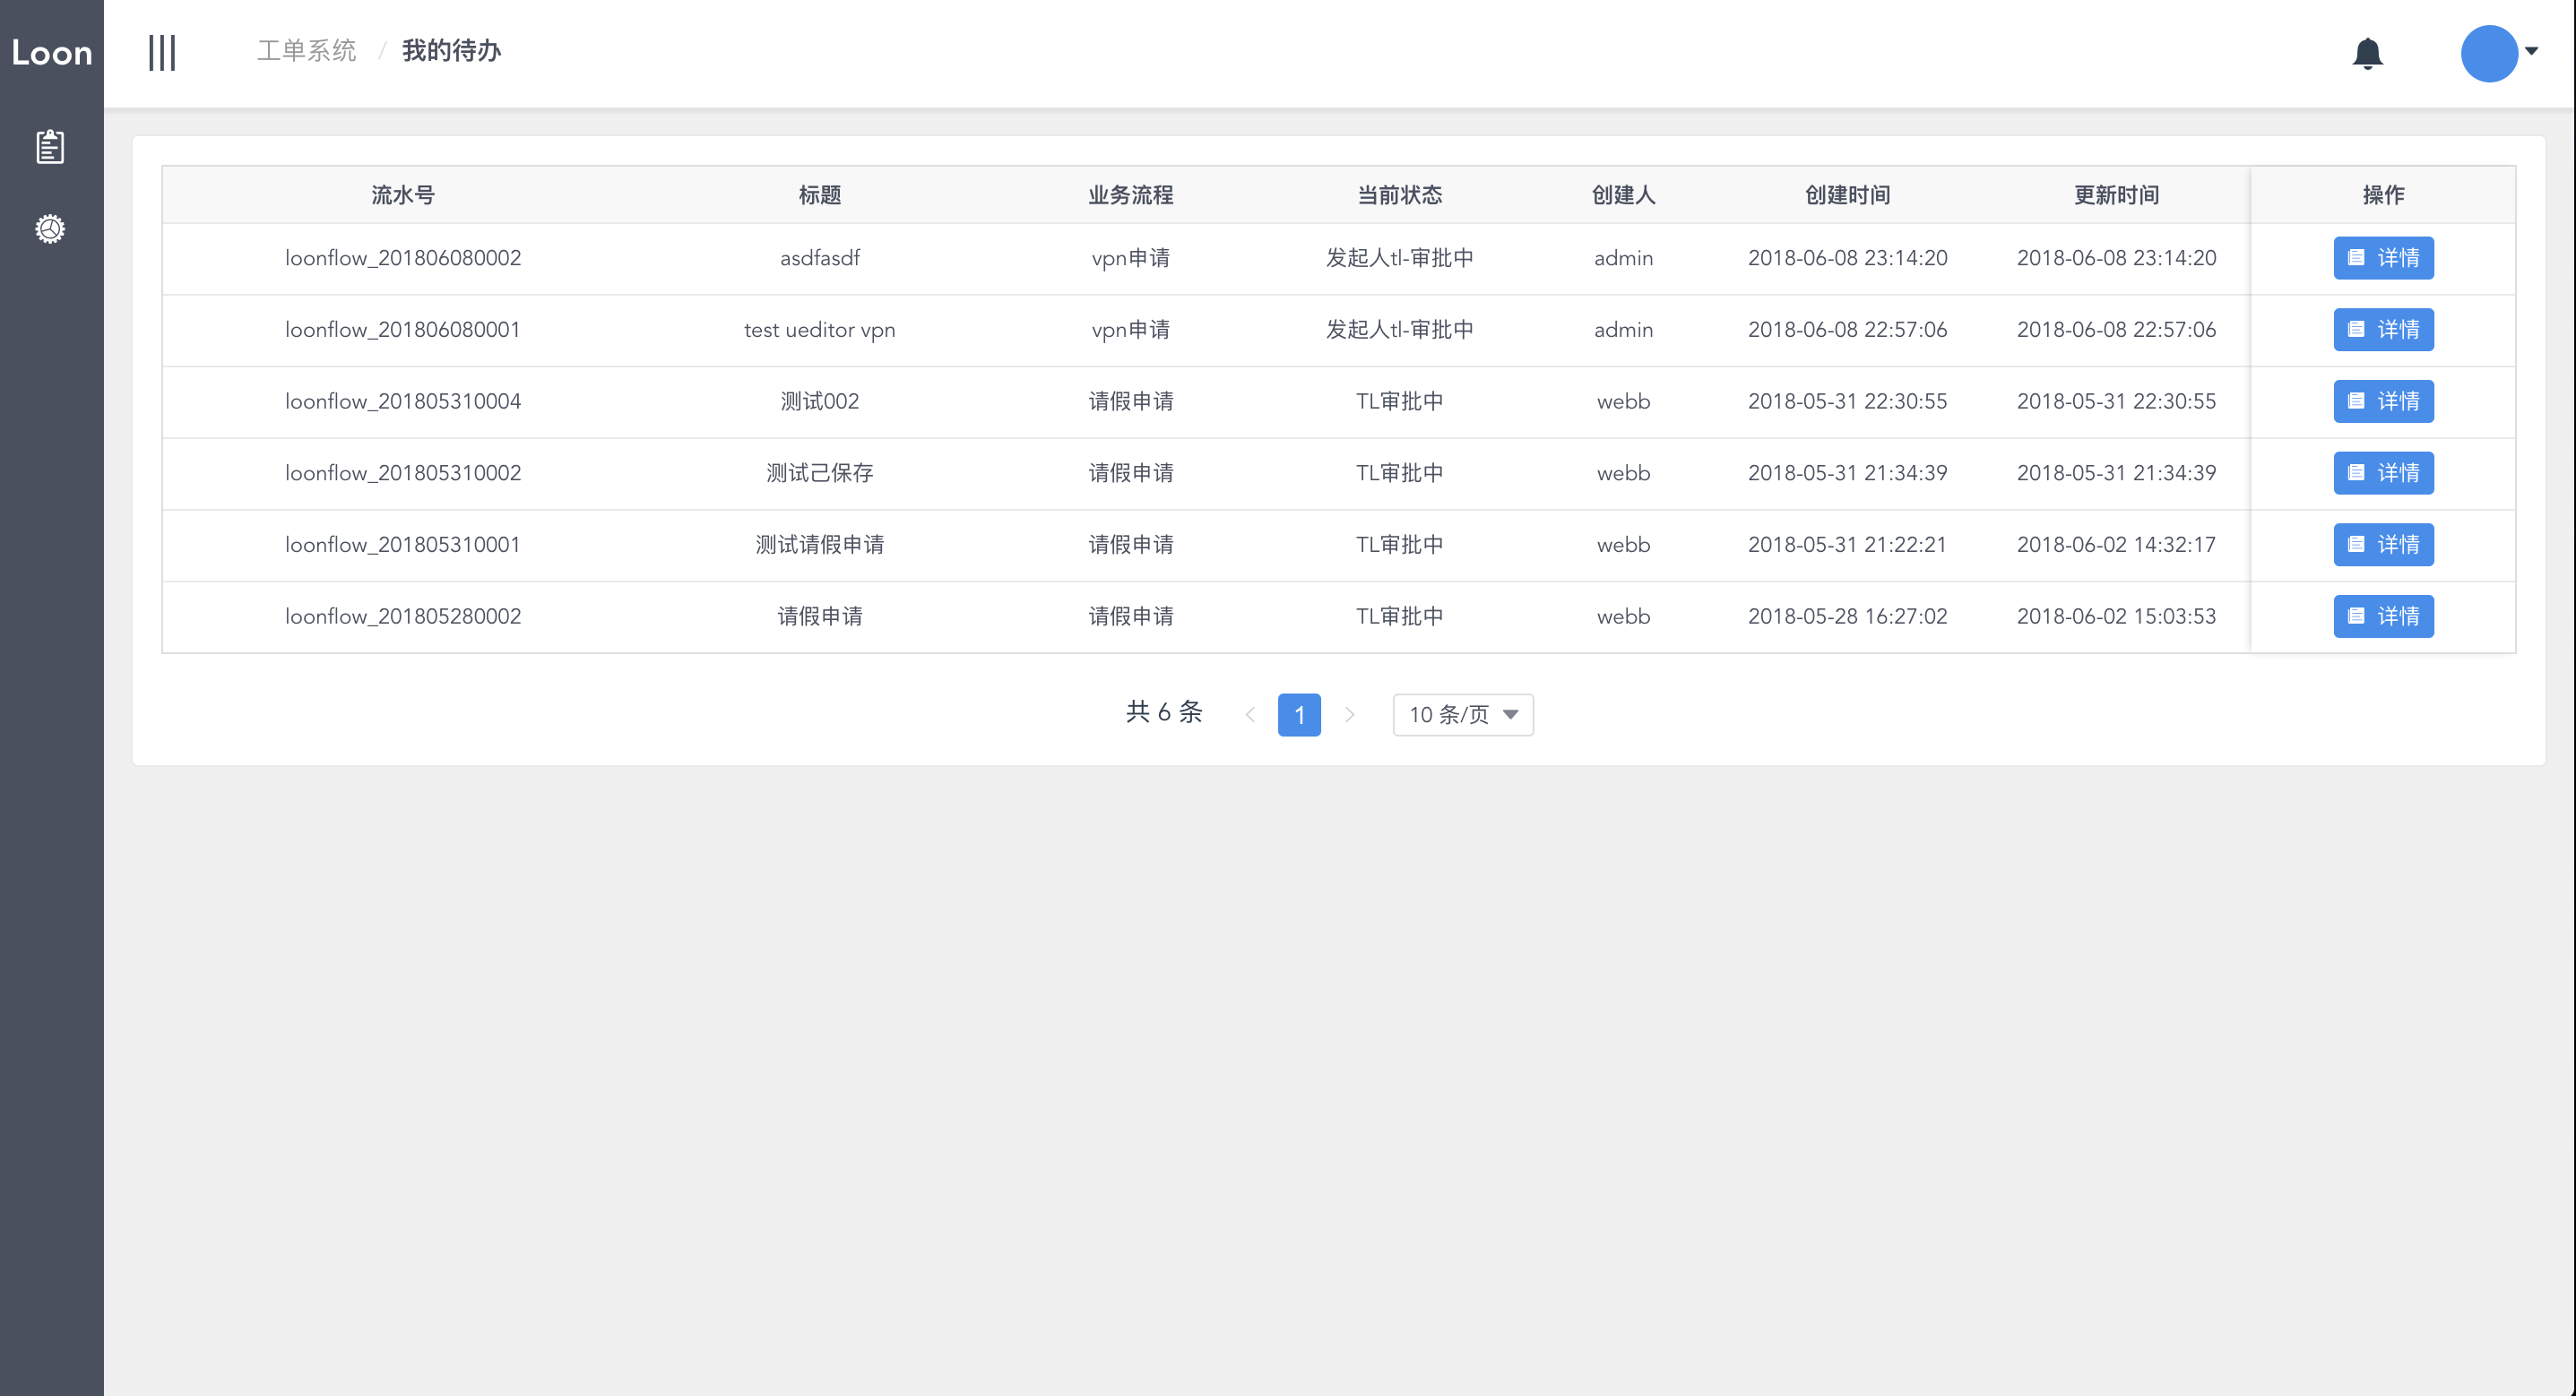 Loon
工单系统 / 我的待办
流水号 标题 业务流程 当前状态 创建人 创建时间 更新时间 操作
loonflow_201806080002 asdfasdf vpn申请 发起人tl-审批中 admin 2018-06-08 23:14:20 2018-06-08 23:14:20 详情
loonflow_201806080001 test ueditor vpn vpn申请 发起人tl-审批中 admin 2018-06-08 22:57:06 2018-06-08 22:57:06 详情
loonflow_201805310004 测试002 请假申请 TL审批中 webb 2018-05-31 22:30:55 2018-05-31 22:30:55 详情
loonflow_201805310002 测试己保存 请假申请 TL审批中 webb 2018-05-31 21:34:39 2018-05-31 21:34:39 详情
loonflow_201805310001 测试请假申请 请假申请 TL审批中 webb 2018-05-31 21:22:21 2018-06-02 14:32:17 详情
loonflow_201805280002 请假申请 请假申请 TL审批中 webb 2018-05-28 16:27:02 2018-06-02 15:03:53 详情
共 6 条 1 10 条/页